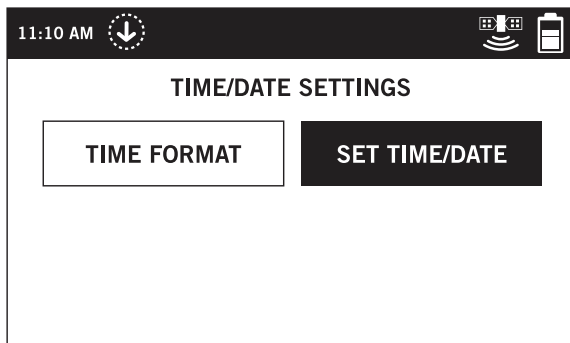 11:10 AM
TIME/DATE SETTINGS
TIME FORMAT
SET TIME/DATE